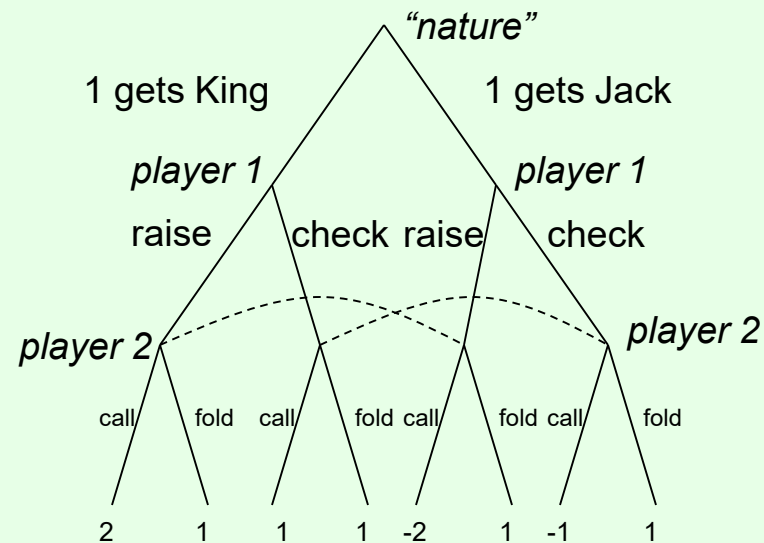 “nature”
1 gets King 1 gets Jack
player 1 player 1
raise check raise check
player 2 player 2
call fold call fold call fold call fold
2 1 1 1 -2 1 -1 1